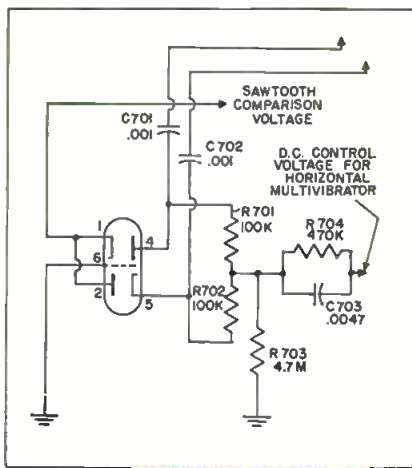 C701
.001
SAWTOOTH
COMPARISON
VOLTAGE
C702
.001
D.C. CONTROL
VOLTAGE FOR
HORIZONTAL
MULTIVIBRATOR
1
4
6
2
5
R701
100K
R704
470K
R702
100K
C703
.0047
R703
4.7M